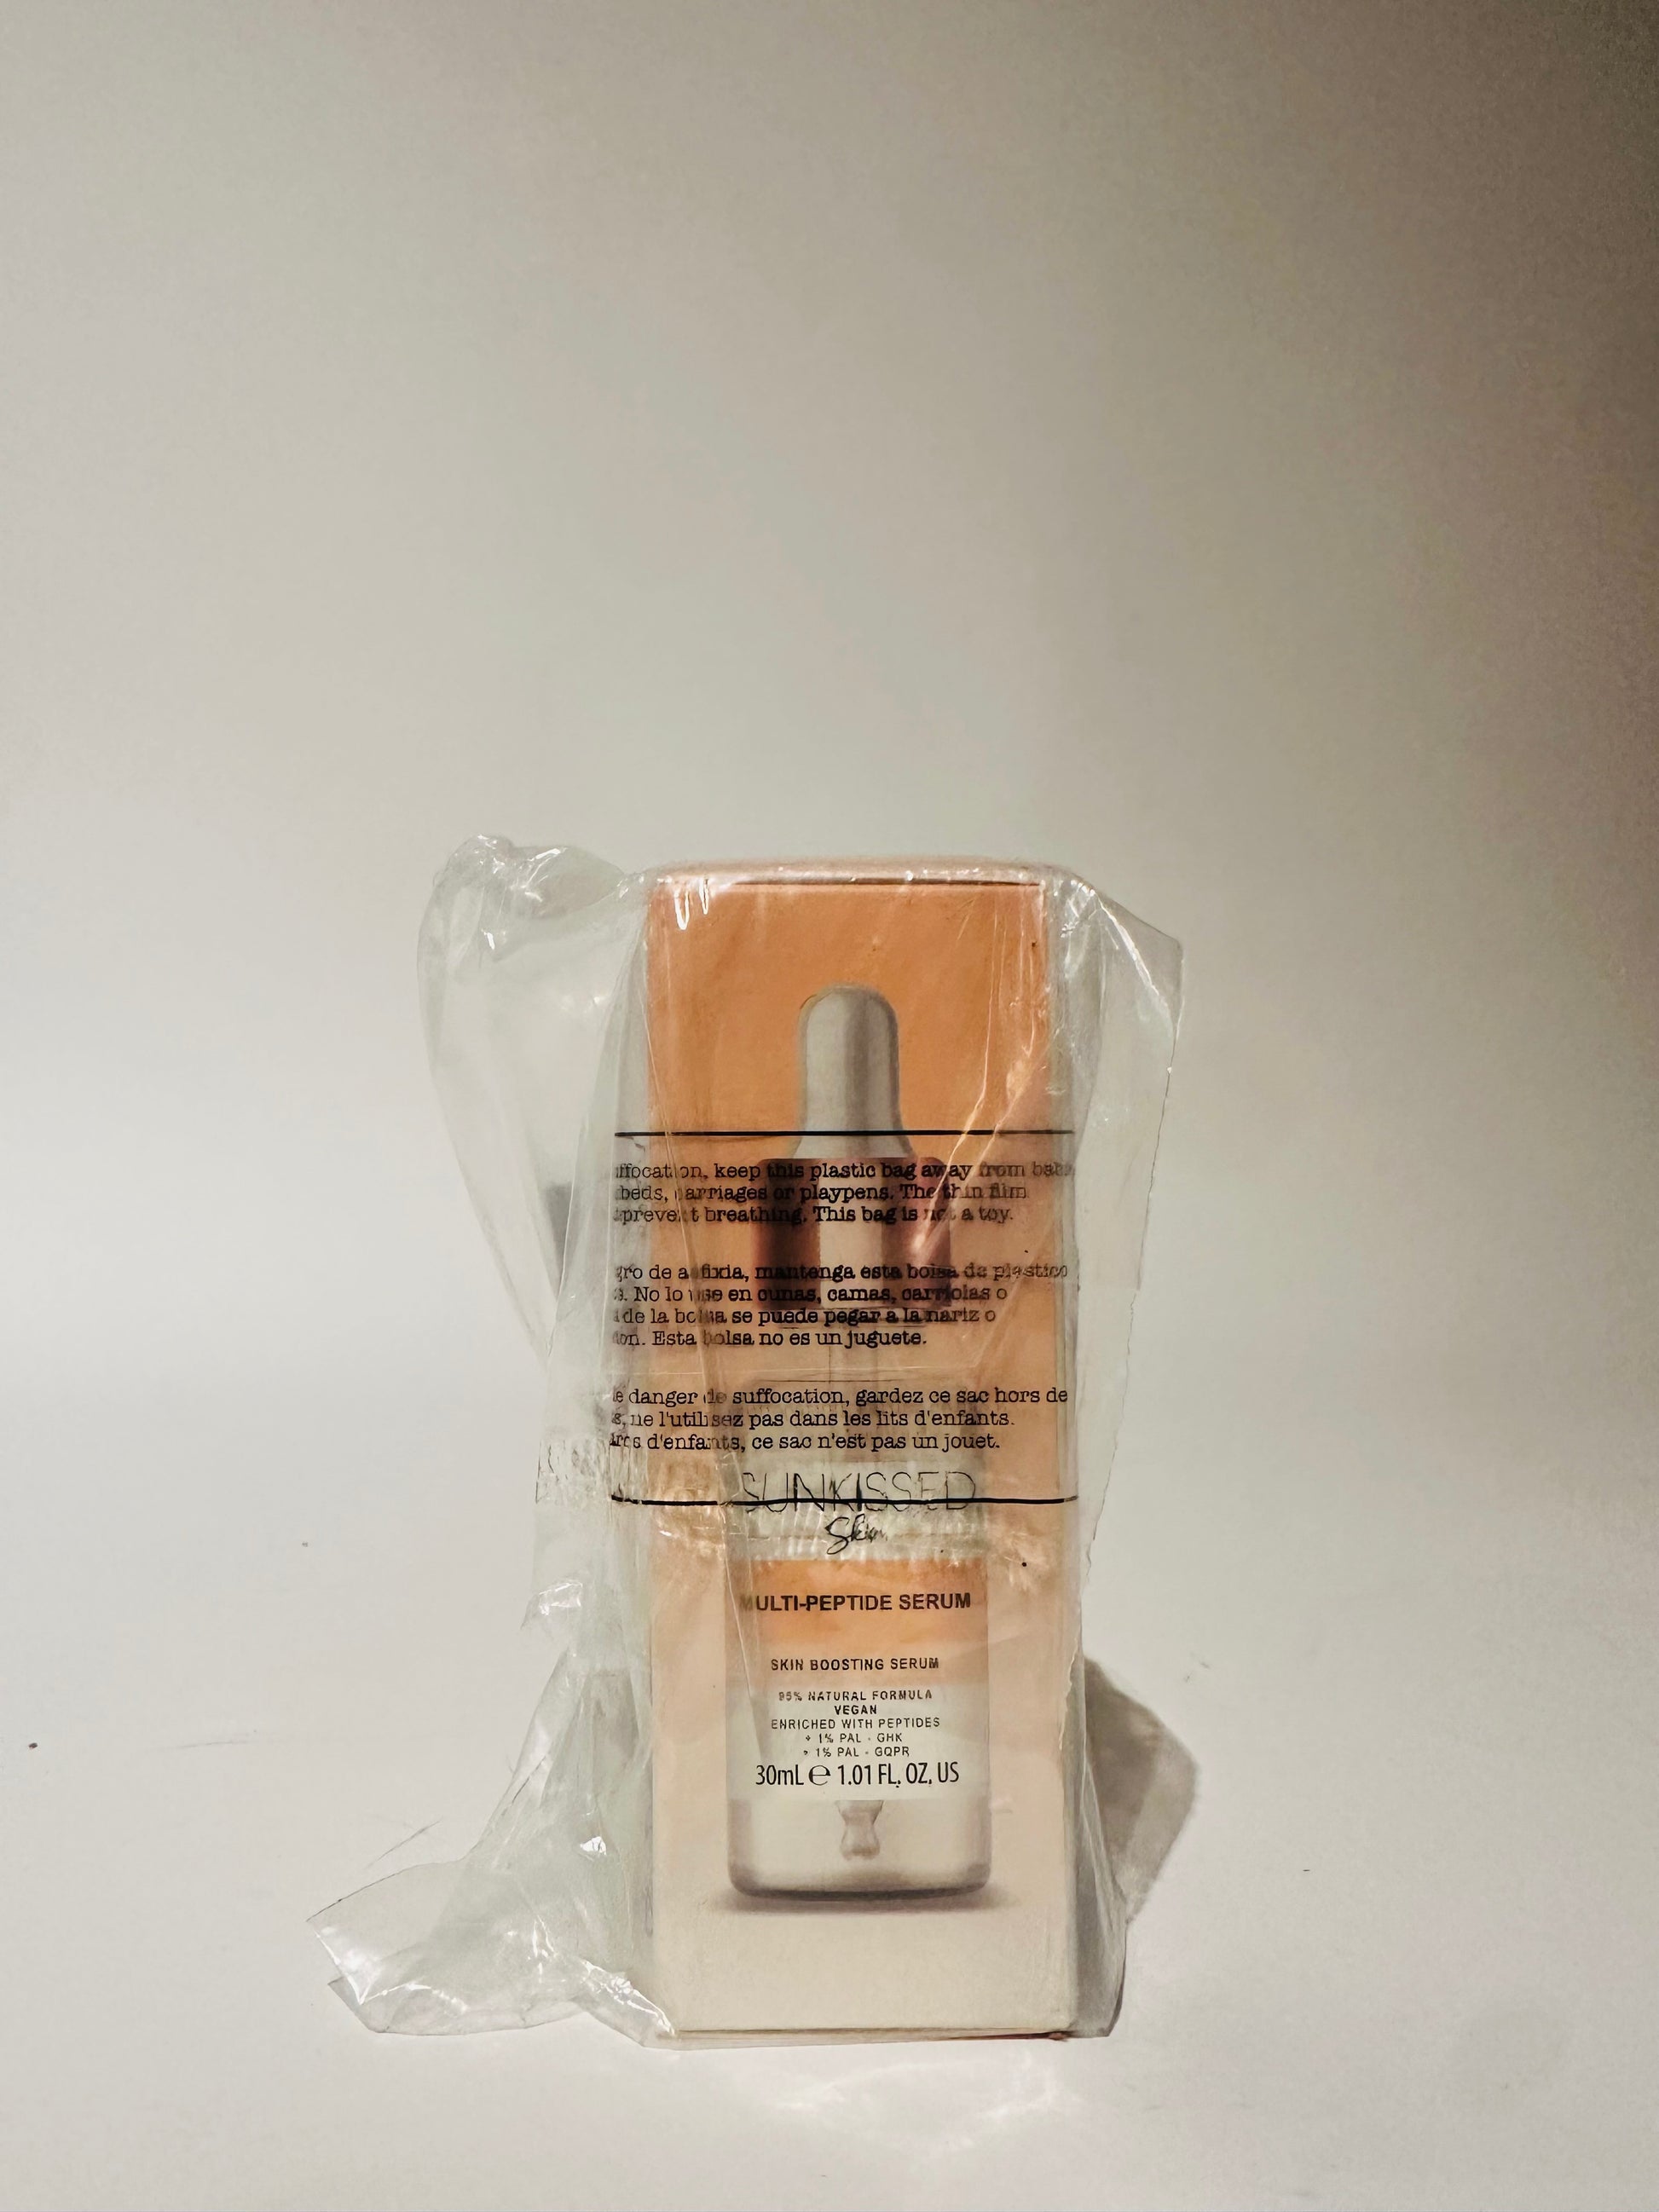 keep this plastic bag away from
beds, carriages or playpens. The thin film
prevent breathing. This bag is not a toy.
de asfixia, mantenga esta bolsa de plastico
No lo use en cunas, camas, carriolas o
de la bolsa se puede pegar a la nariz o
Esta bolsa no es un juguete.
danger de suffocation, gardez ce sac hors de
ne l'utilisez pas dans les lits d'enfants.
d'enfants, ce sac n'est pas un jouet.
SUNKISSED
Skin
MULTI-PEPTIDE SERUM
SKIN BOOSTING SERUM
95% NATURAL FORMULA
VEGAN
ENRICHED WITH PEPTIDES
+ 1% PAL - GHK
+ 1% PAL - GQPR
30mL e 1.01 FL. OZ. US